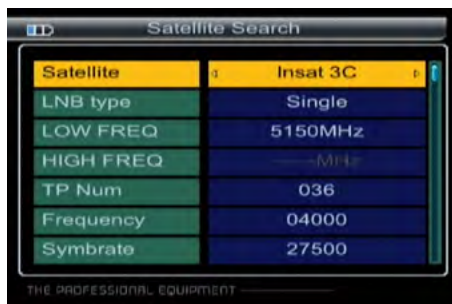 Satellite Search
Satellite Insat 3C
LNB type Single
LOW FREQ 5150MHz
HIGH FREQ ----MHz
TP Num 036
Frequency 04000
Symbrate 27500
THE PROFESSIONAL EQUIPMENT